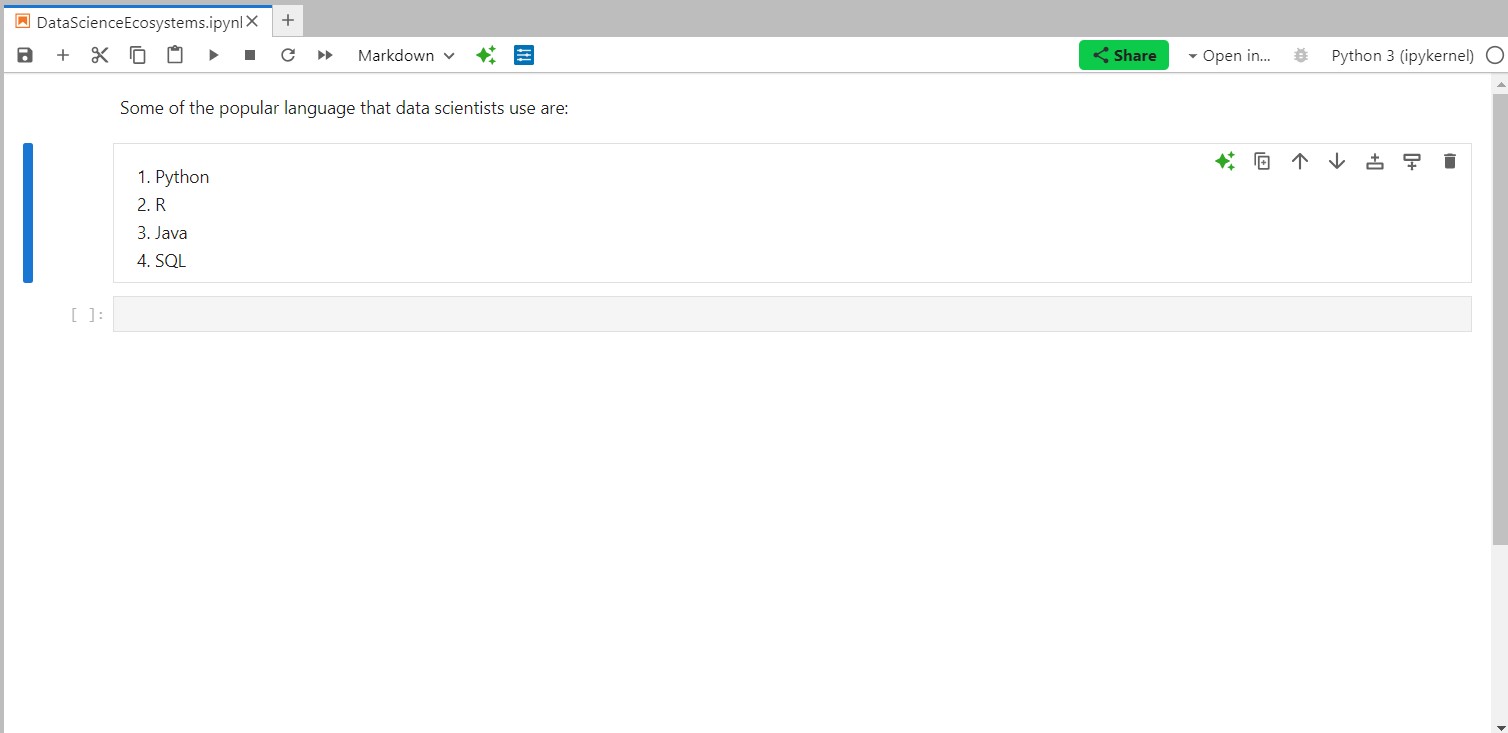 DataScienceEcosystems.ipynl
Markdown
Share
Open in...
Python 3 (ipykernel)
Some of the popular language that data scientists use are:
1. Python
2. R
3. Java
4. SQL
[ ]: